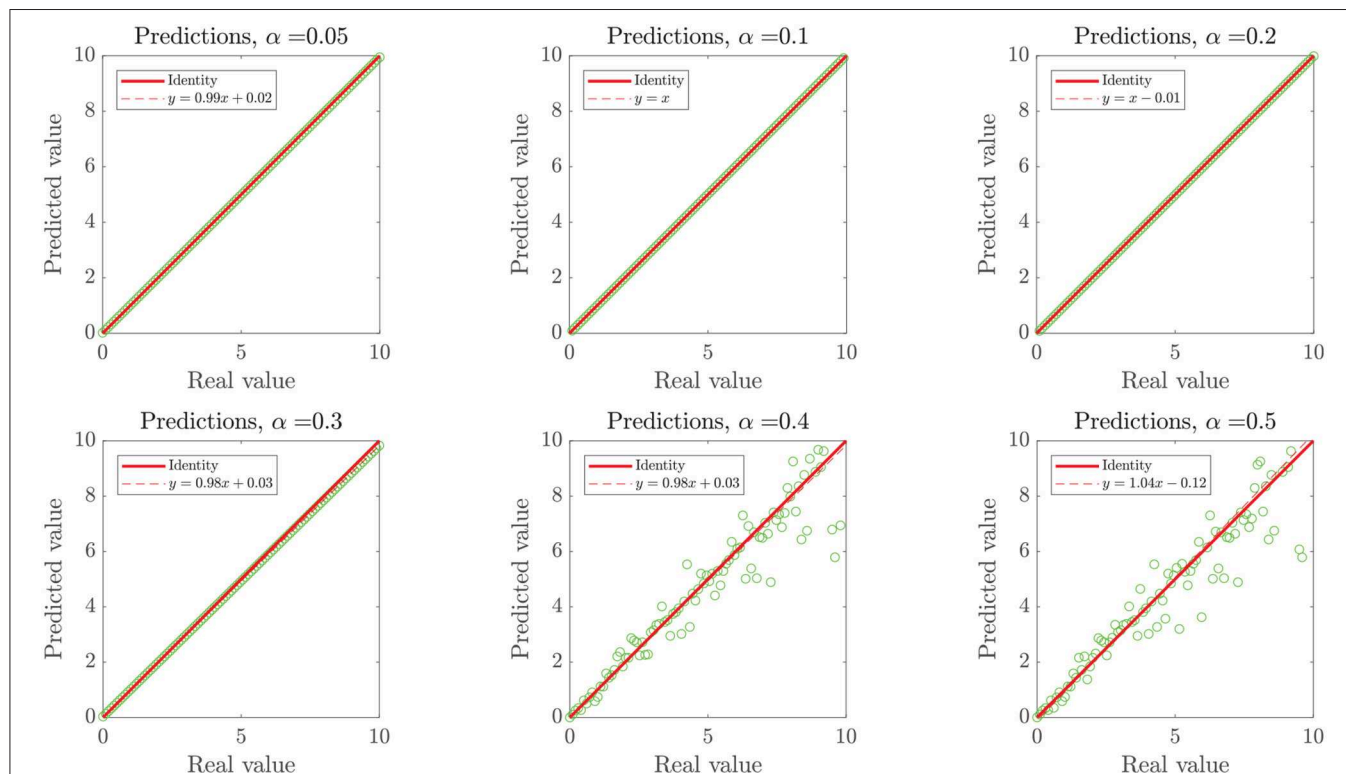 Predictions, α =0.05
Identity
y = 0.99x + 0.02
Predicted value
10
8
6
4
2
0
0 5 10
Real value
Predictions, α =0.1
Identity
y = x
Predicted value
10
8
6
4
2
0
0 5 10
Real value
Predictions, α =0.2
Identity
y = x − 0.01
Predicted value
10
8
6
4
2
0
0 5 10
Real value
Predictions, α =0.3
Identity
y = 0.98x + 0.03
Predicted value
10
8
6
4
2
0
0 5 10
Real value
Predictions, α =0.4
Identity
y = 0.98x + 0.03
Predicted value
10
8
6
4
2
0
0 5 10
Real value
Predictions, α =0.5
Identity
y = 1.04x − 0.12
Predicted value
10
8
6
4
2
0
0 5 10
Real value